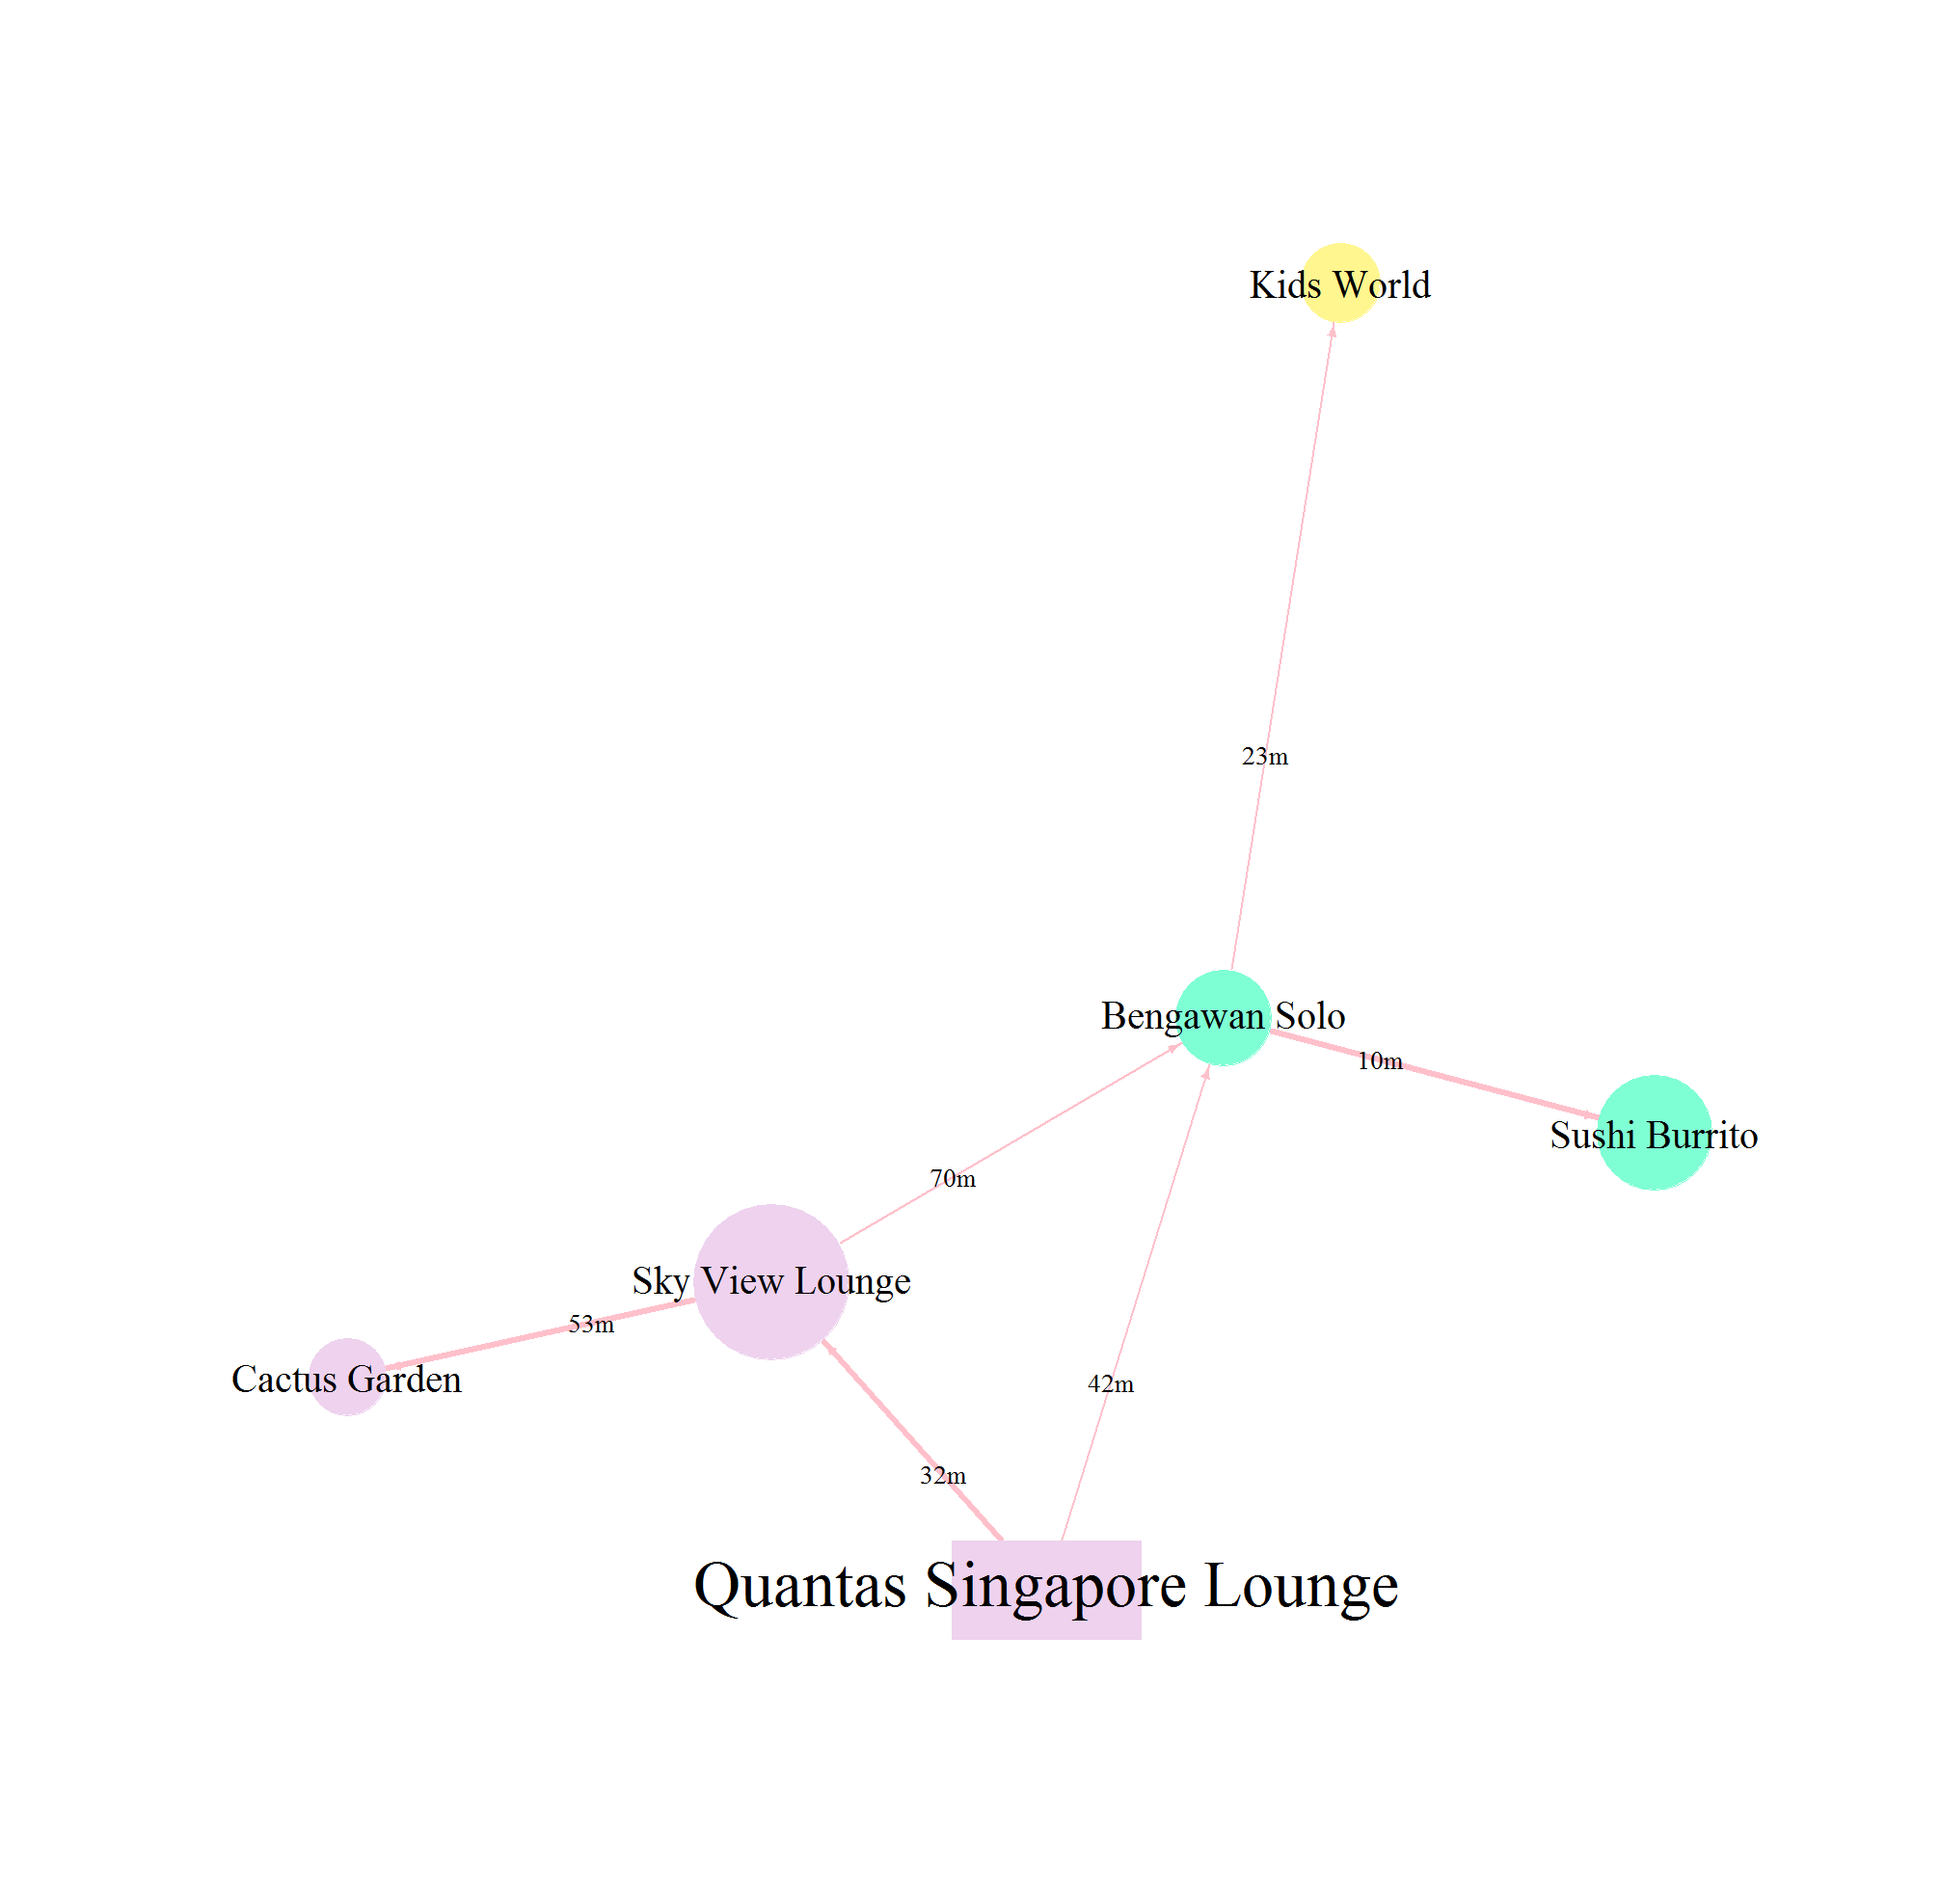 Kids World
23m
Bengawan Solo
10m
Sushi Burrito
70m
Sky View Lounge
53m
Cactus Garden
42m
32m
Quantas Singapore Lounge